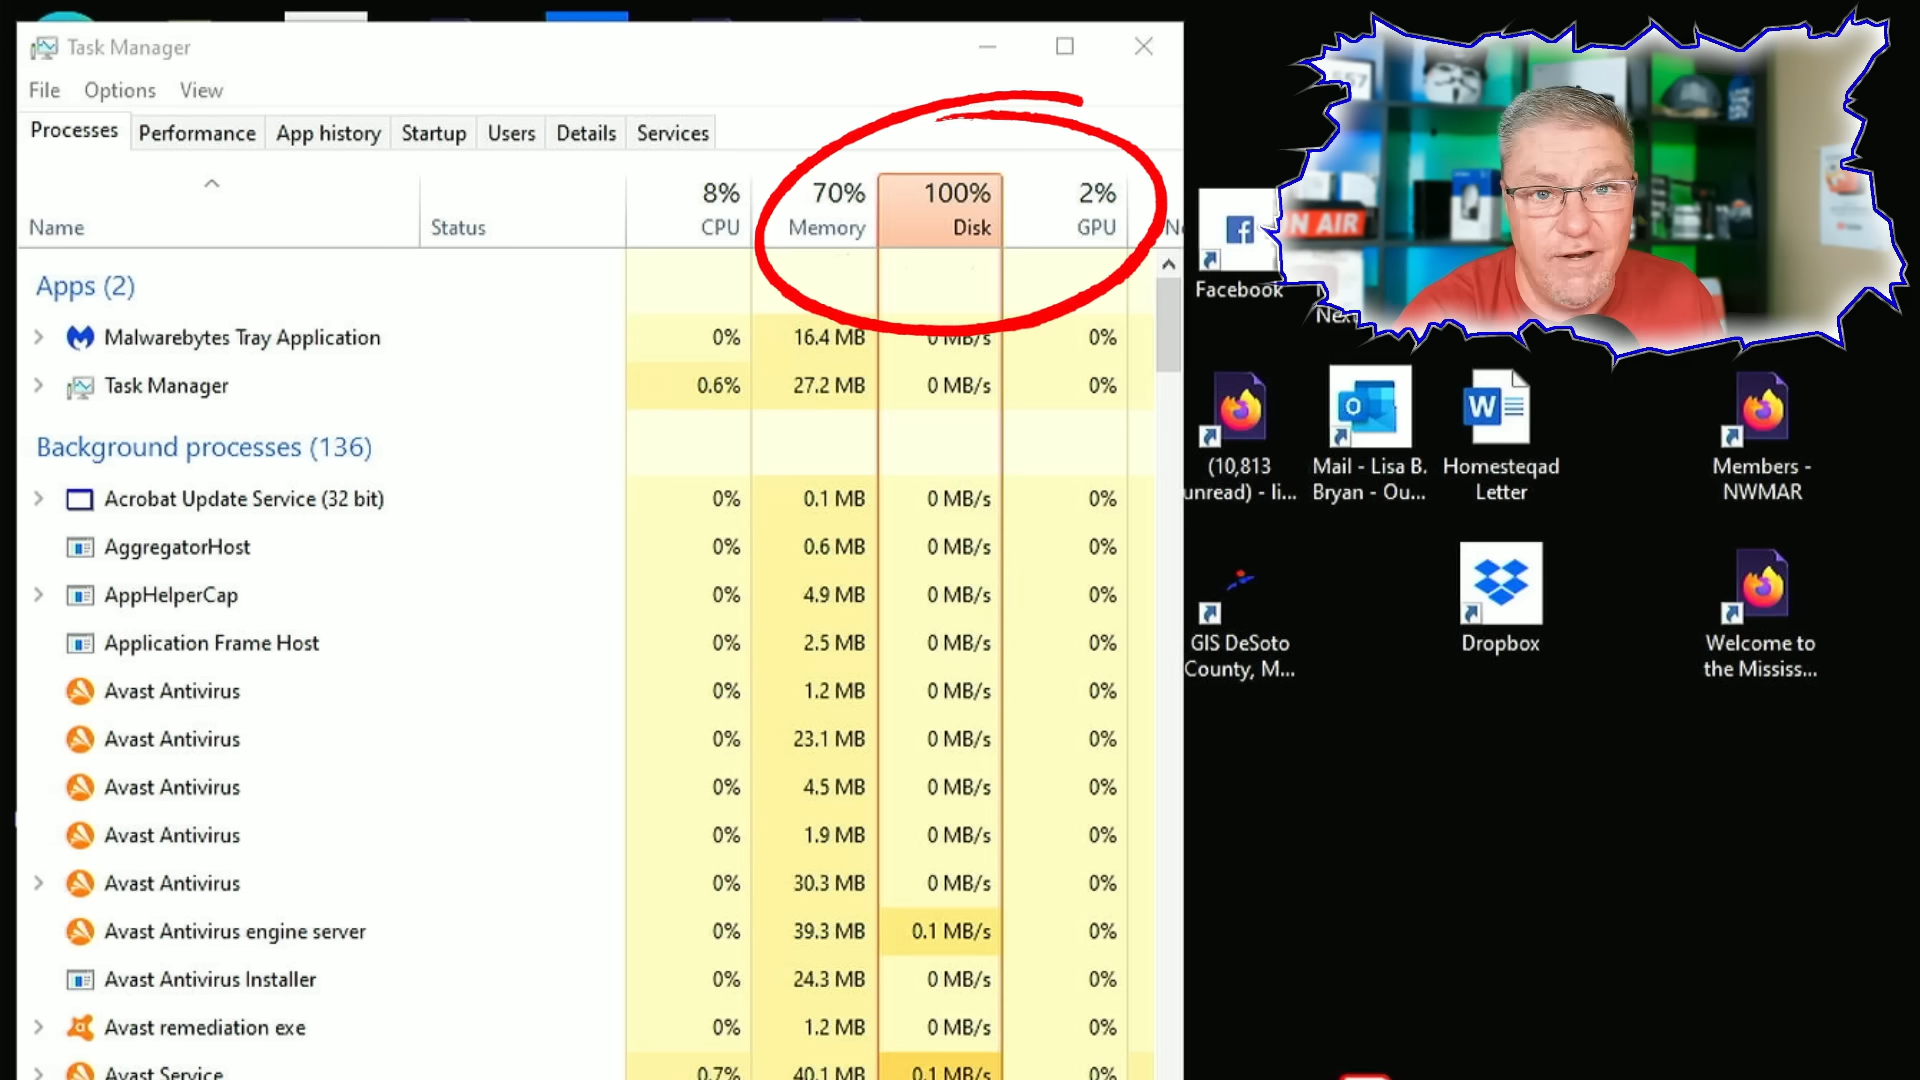 Task Manager
File Options View
Processes Performance App history Startup Users Details Services
8% 70% 100% 2%
Name Status CPU Memory Disk GPU
Apps (2)
Malwarebytes Tray Application 0% 16.4 MB 0 MB/s 0%
Task Manager 0.6% 27.2 MB 0 MB/s 0%
Background processes (136)
Acrobat Update Service (32 bit) 0% 0.1 MB 0 MB/s 0%
AggregatorHost 0% 0.6 MB 0 MB/s 0%
AppHelperCap 0% 4.9 MB 0 MB/s 0%
Application Frame Host 0% 2.5 MB 0 MB/s 0%
Avast Antivirus 0% 1.2 MB 0 MB/s 0%
Avast Antivirus 0% 23.1 MB 0 MB/s 0%
Avast Antivirus 0% 4.5 MB 0 MB/s 0%
Avast Antivirus 0% 1.9 MB 0 MB/s 0%
Avast Antivirus 0% 30.3 MB 0 MB/s 0%
Avast Antivirus engine server 0% 39.3 MB 0.1 MB/s 0%
Avast Antivirus Installer 0% 24.3 MB 0 MB/s 0%
Avast remediation exe 0% 1.2 MB 0 MB/s 0%
Avast Service 0.7% 40.1 MB 0.1 MB/s 0%
ON AIR
Facebook
(10,813
unread) - li...
Mail - Lisa B.
Bryan - Ou...
Homesteqad
Letter
Members -
NWMAR
GIS DeSoto
County, M...
Dropbox
Welcome to
the Mississ...